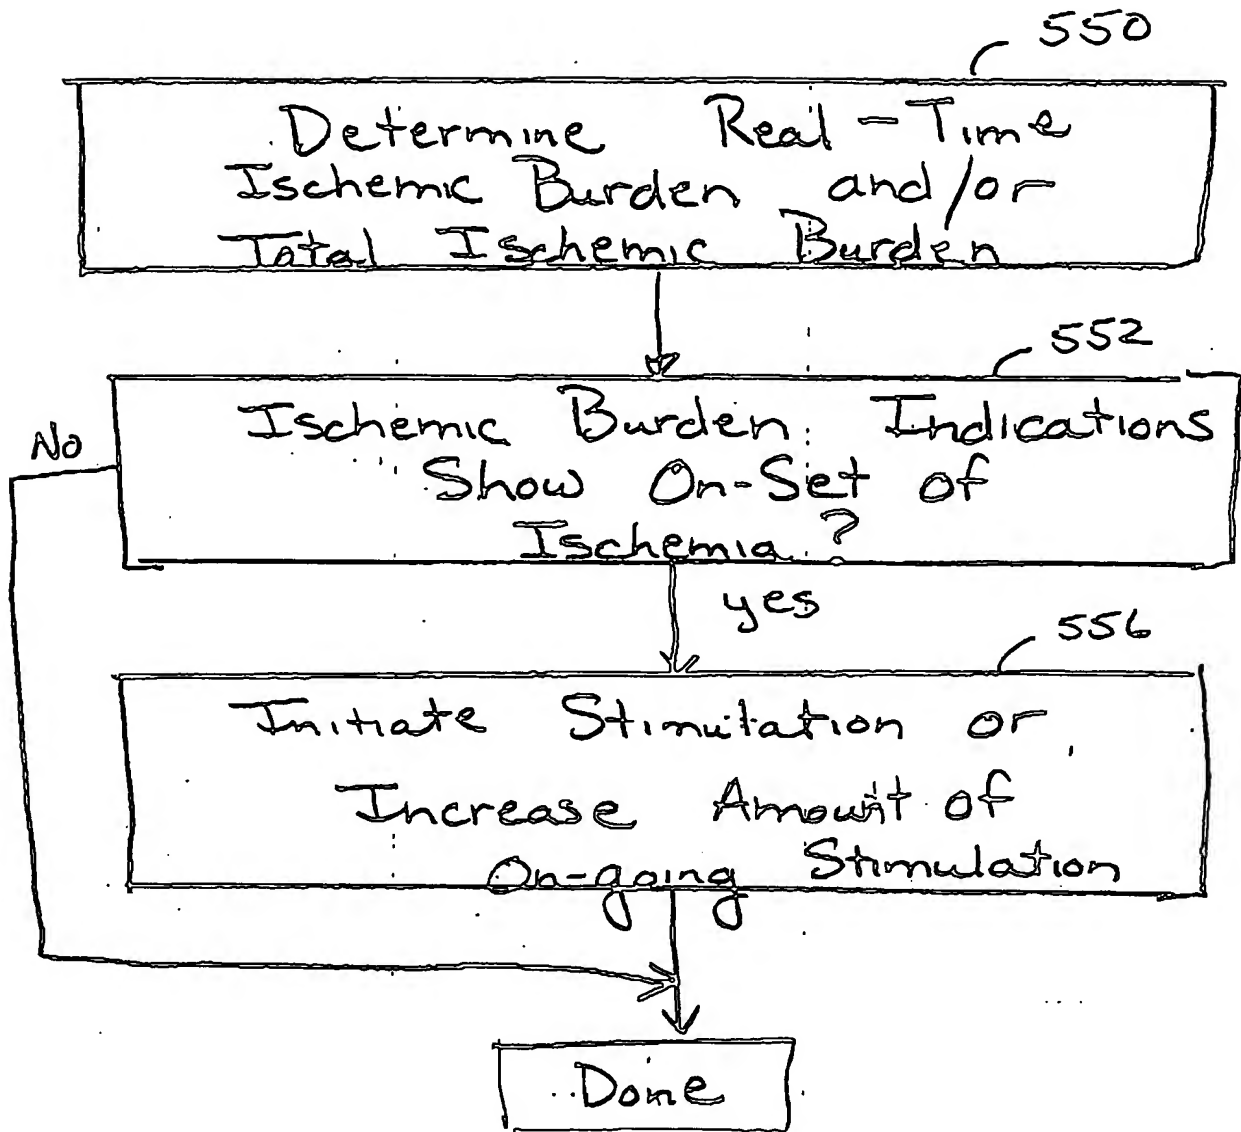 550
Determine Real-Time
Ischemic Burden and/or
Total Ischemic Burden
552
Ischemic Burden Indications
Show On-Set of
Ischemia?
No
yes
556
Initiate Stimulation or
Increase Amount of
On-going Stimulation
Done